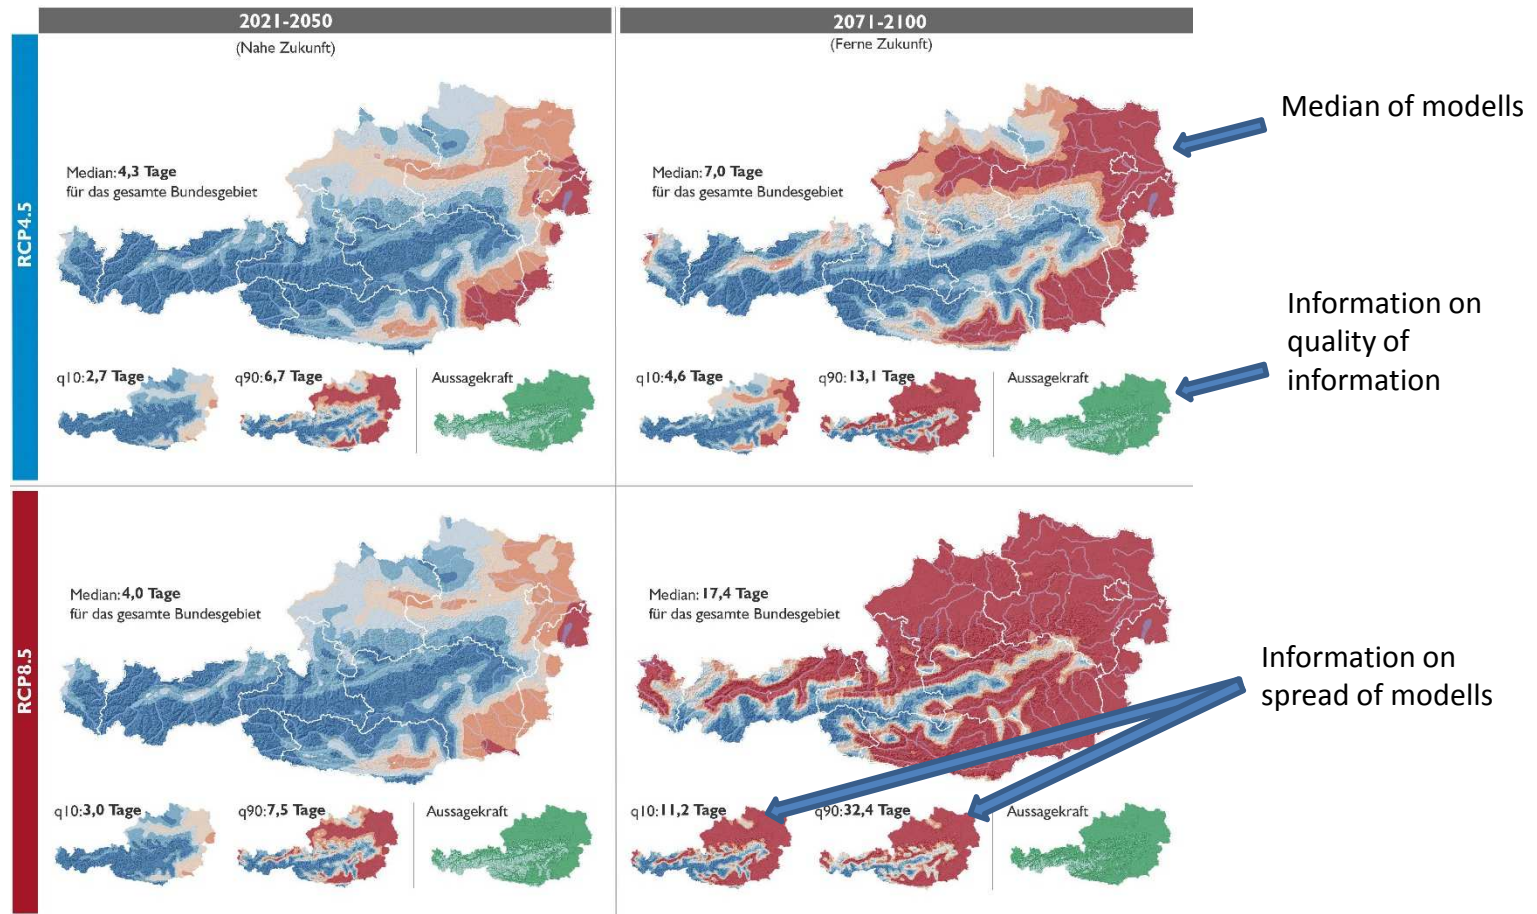 2021-2050
(Nahe Zukunft)
2071-2100
(Ferne Zukunft)
RCP4.5
Median: 4,3 Tage
für das gesamte Bundesgebiet
q10: 2,7 Tage
q90: 6,7 Tage
Aussagekraft
Median: 7,0 Tage
für das gesamte Bundesgebiet
q10: 4,6 Tage
q90: 13,1 Tage
Aussagekraft
Median of modells
Information on
quality of
information
RCP8.5
Median: 4,0 Tage
für das gesamte Bundesgebiet
q10: 3,0 Tage
q90: 7,5 Tage
Aussagekraft
Median: 17,4 Tage
für das gesamte Bundesgebiet
q10: 11,2 Tage
q90: 32,4 Tage
Aussagekraft
Information on
spread of modells